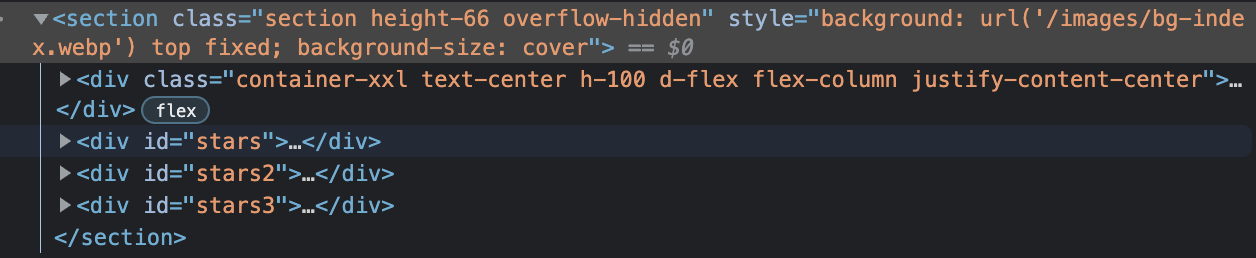 ▼<section class="section height-66 overflow-hidden" style="background: url('/images/bg-inde
x.webp') top fixed; background-size: cover"> == $0
▶<div class="container-xxl text-center h-100 d-flex flex-column justify-content-center">…
</div> flex
▶<div id="stars">…</div>
▶<div id="stars2">…</div>
▶<div id="stars3">…</div>
</section>